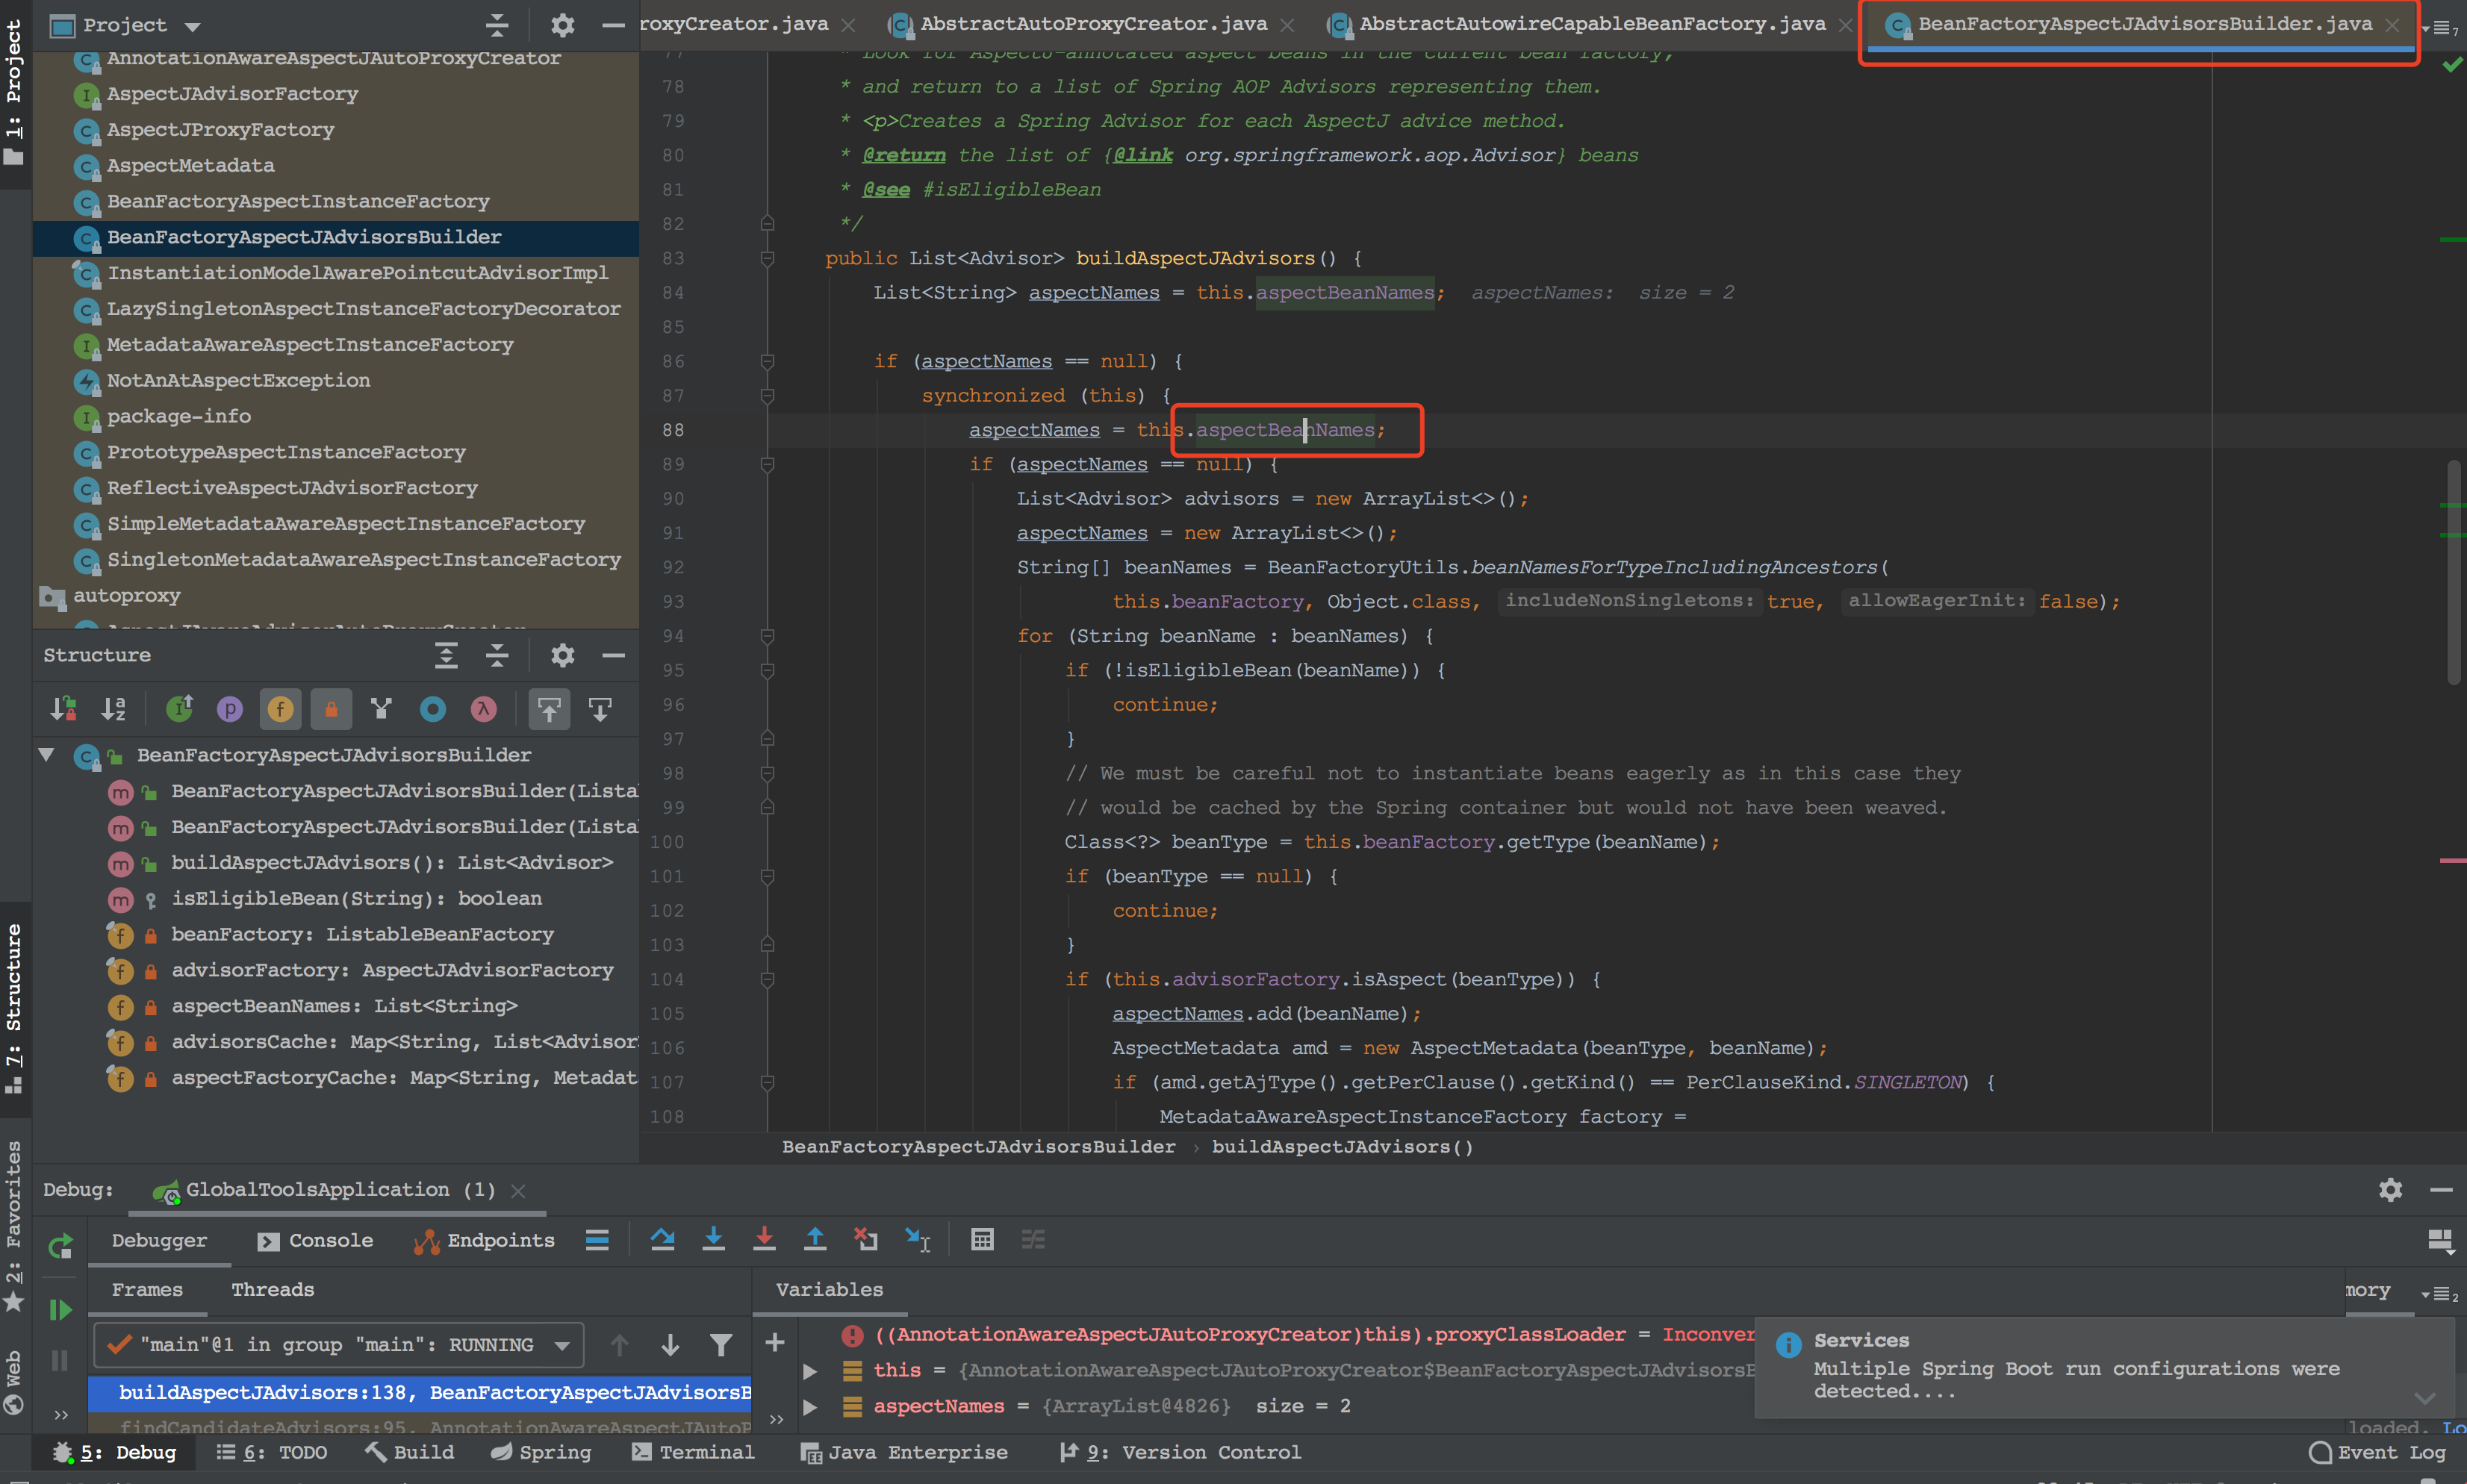 1: Project
7: Structure
2: Favorites
Web
Project
AnnotationAwareAspectJAutoProxyCreator
AspectJAdvisorFactory
AspectJProxyFactory
AspectMetadata
BeanFactoryAspectInstanceFactory
BeanFactoryAspectJAdvisorsBuilder
InstantiationModelAwarePointcutAdvisorImpl
LazySingletonAspectInstanceFactoryDecorator
MetadataAwareAspectInstanceFactory
NotAnAtAspectException
package-info
PrototypeAspectInstanceFactory
ReflectiveAspectJAdvisorFactory
SimpleMetadataAwareAspectInstanceFactory
SingletonMetadataAwareAspectInstanceFactory
autoproxy
Structure
BeanFactoryAspectJAdvisorsBuilder
BeanFactoryAspectJAdvisorsBuilder(Lista
BeanFactoryAspectJAdvisorsBuilder(Lista
buildAspectJAdvisors(): List<Advisor>
isEligibleBean(String): boolean
beanFactory: ListableBeanFactory
advisorFactory: AspectJAdvisorFactory
aspectBeanNames: List<String>
advisorsCache: Map<String, List<Advisor
aspectFactoryCache: Map<String, Metadat
roxyCreator.java AbstractAutoProxyCreator.java AbstractAutowireCapableBeanFactory.java BeanFactoryAspectJAdvisorsBuilder.java 7
77 * Look for AspectJ-annotated aspect beans in the current bean factory,
78 * and return to a list of Spring AOP Advisors representing them.
79 * <p>Creates a Spring Advisor for each AspectJ advice method.
80 * @return the list of {@link org.springframework.aop.Advisor} beans
81 * @see #isEligibleBean
82 */
83 public List<Advisor> buildAspectJAdvisors() {
84 List<String> aspectNames = this.aspectBeanNames; aspectNames: size = 2
85
86 if (aspectNames == null) {
87 synchronized (this) {
88 aspectNames = this.aspectBeanNames;
89 if (aspectNames == null) {
90 List<Advisor> advisors = new ArrayList<>();
91 aspectNames = new ArrayList<>();
92 String[] beanNames = BeanFactoryUtils.beanNamesForTypeIncludingAncestors(
93 this.beanFactory, Object.class, includeNonSingletons: true, allowEagerInit: false);
94 for (String beanName : beanNames) {
95 if (!isEligibleBean(beanName)) {
96 continue;
97 }
98 // We must be careful not to instantiate beans eagerly as in this case they
99 // would be cached by the Spring container but would not have been weaved.
100 Class<?> beanType = this.beanFactory.getType(beanName);
101 if (beanType == null) {
102 continue;
103 }
104 if (this.advisorFactory.isAspect(beanType)) {
105 aspectNames.add(beanName);
106 AspectMetadata amd = new AspectMetadata(beanType, beanName);
107 if (amd.getAjType().getPerClause().getKind() == PerClauseKind.SINGLETON) {
108 MetadataAwareAspectInstanceFactory factory =
BeanFactoryAspectJAdvisorsBuilder › buildAspectJAdvisors()
Debug: GlobalToolsApplication (1)
Debugger Console Endpoints
Frames Threads
Variables
mory 2
"main"@1 in group "main": RUNNING
buildAspectJAdvisors:138, BeanFactoryAspectJAdvisorsB
findCandidateAdvisors:95, AnnotationAwareAspectJAutoP
((AnnotationAwareAspectJAutoProxyCreator)this).proxyClassLoader = Inconver
this = {AnnotationAwareAspectJAutoProxyCreator$BeanFactoryAspectJAdvisorsB
aspectNames = {ArrayList@4826} size = 2
Services
Multiple Spring Boot run configurations were
detected....
loaded. Lo
5: Debug 6: TODO Build Spring Terminal Java Enterprise 9: Version Control Event Log